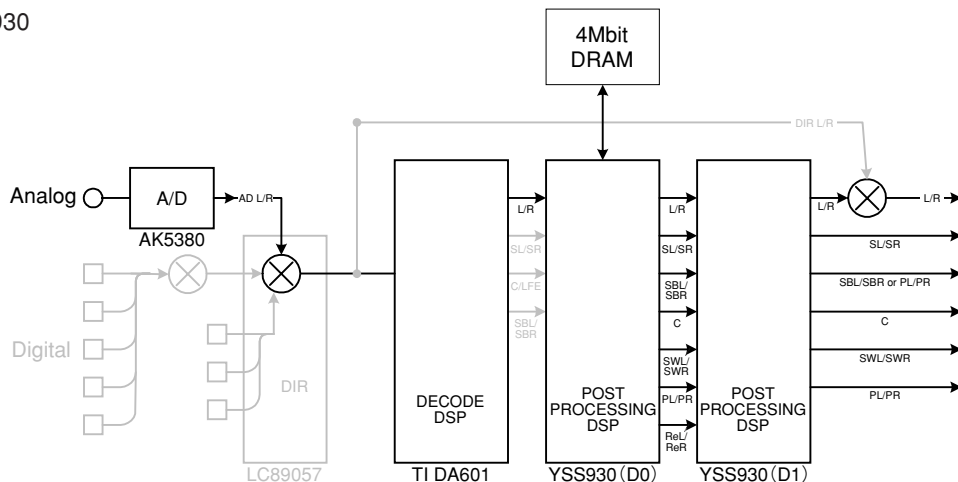 930
4Mbit
DRAM
DIR L/R
Analog
A/D
AD L/R
AK5380
L/R
L/R
L/R
L/R
SL/SR
SL/SR
SL/SR
C/LFE
SBL/
SBR
SBL/SBR or PL/PR
SBL/
SBR
C
C
Digital
SWL/
SWR
SWL/SWR
DIR
PL/PR
PL/PR
DECODE
DSP
POST
PROCESSING
DSP
POST
PROCESSING
DSP
ReL/
ReR
LC89057
TI DA601
YSS930 (D0)
YSS930 (D1)